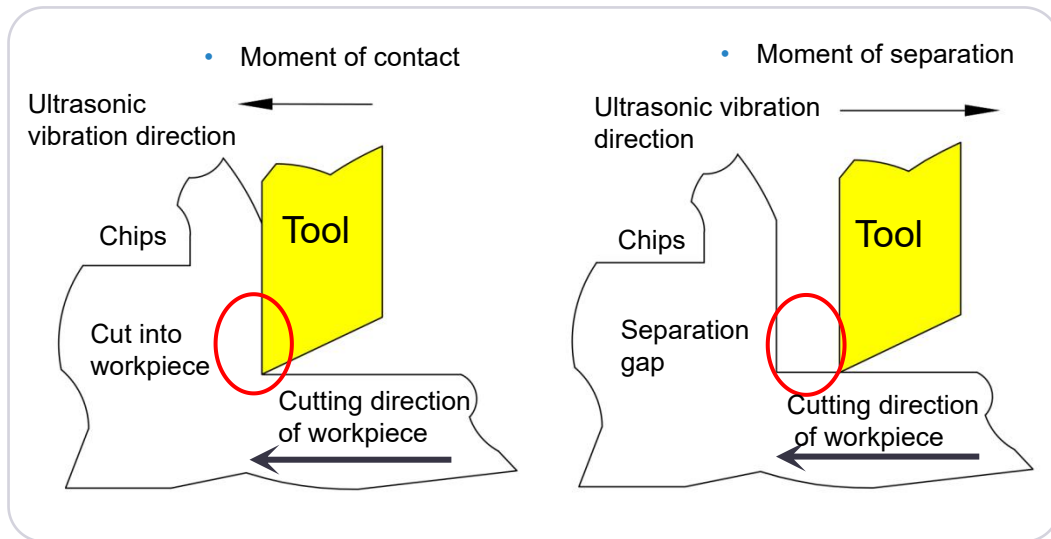 • Moment of contact
Ultrasonic
vibration direction
Chips
Tool
Cut into
workpiece
Cutting direction
of workpiece
• Moment of separation
Ultrasonic vibration
direction
Chips
Tool
Separation
gap
Cutting direction
of workpiece